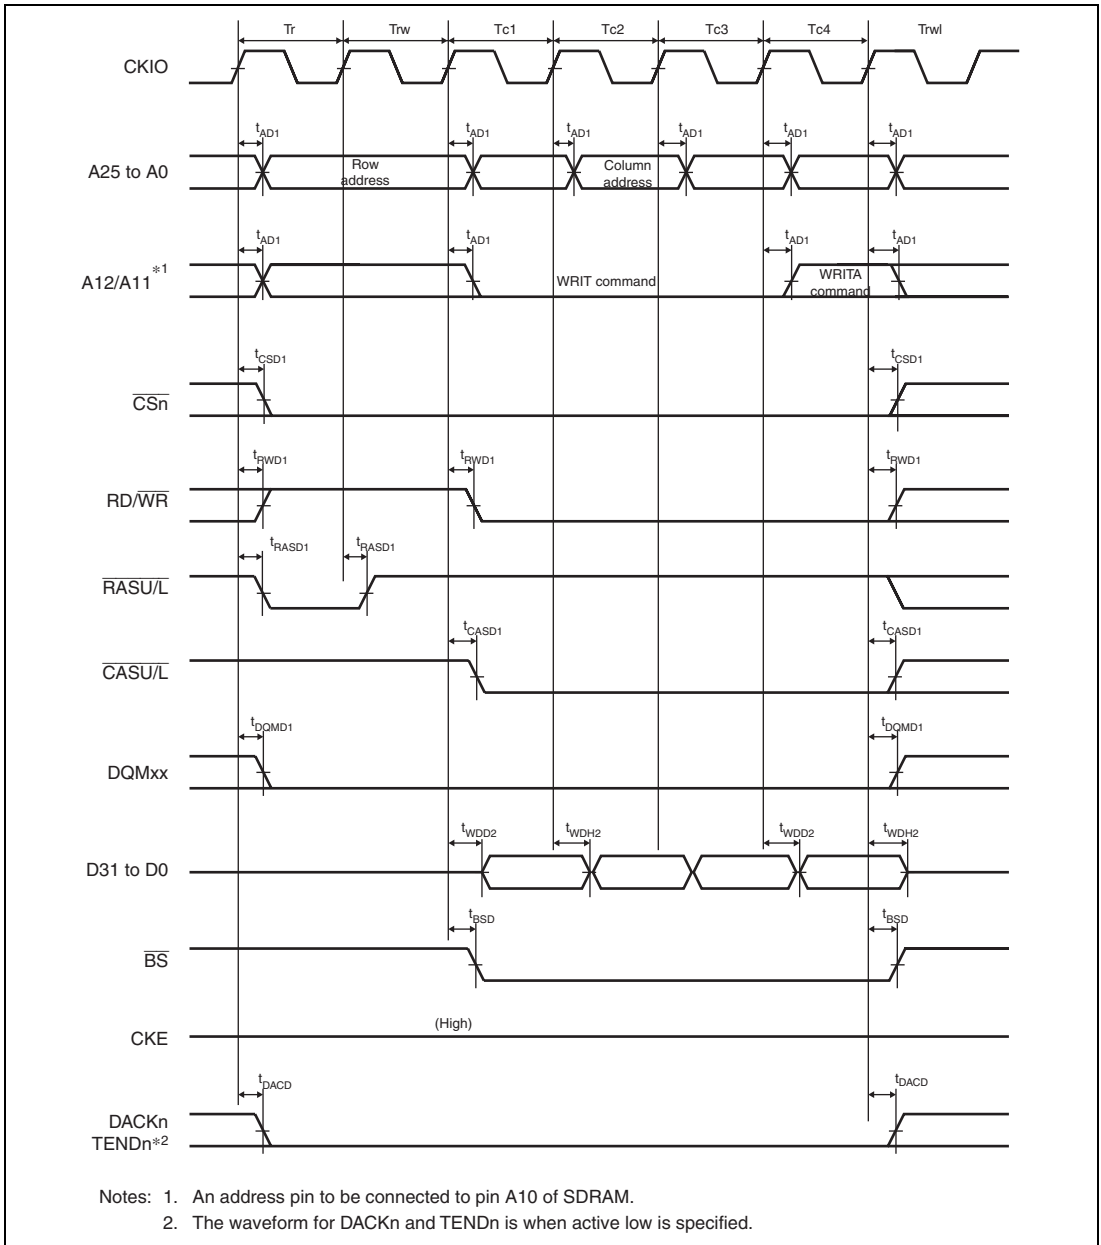 Tr Trw Tc1 Tc2 Tc3 Tc4 Trwl
CKIO
tAD1 tAD1 tAD1 tAD1 tAD1 tAD1
A25 to A0
Row
address
Column
address
tAD1 tAD1 tAD1 tAD1
A12/A11*1
WRIT command
WRITA
command
tCSD1 tCSD1
CSn
tRWD1 tRWD1 tRWD1
RD/WR
tRASD1 tRASD1
RASU/L
tCASD1 tCASD1
CASU/L
tDQMD1 tDQMD1
DQMxx
tWDD2 tWDH2 tWDD2 tWDH2
D31 to D0
tBSD tBSD
BS
(High)
CKE
tDACD tDACD
DACKn
TENDn*2
Notes: 1. An address pin to be connected to pin A10 of SDRAM.
2. The waveform for DACKn and TENDn is when active low is specified.